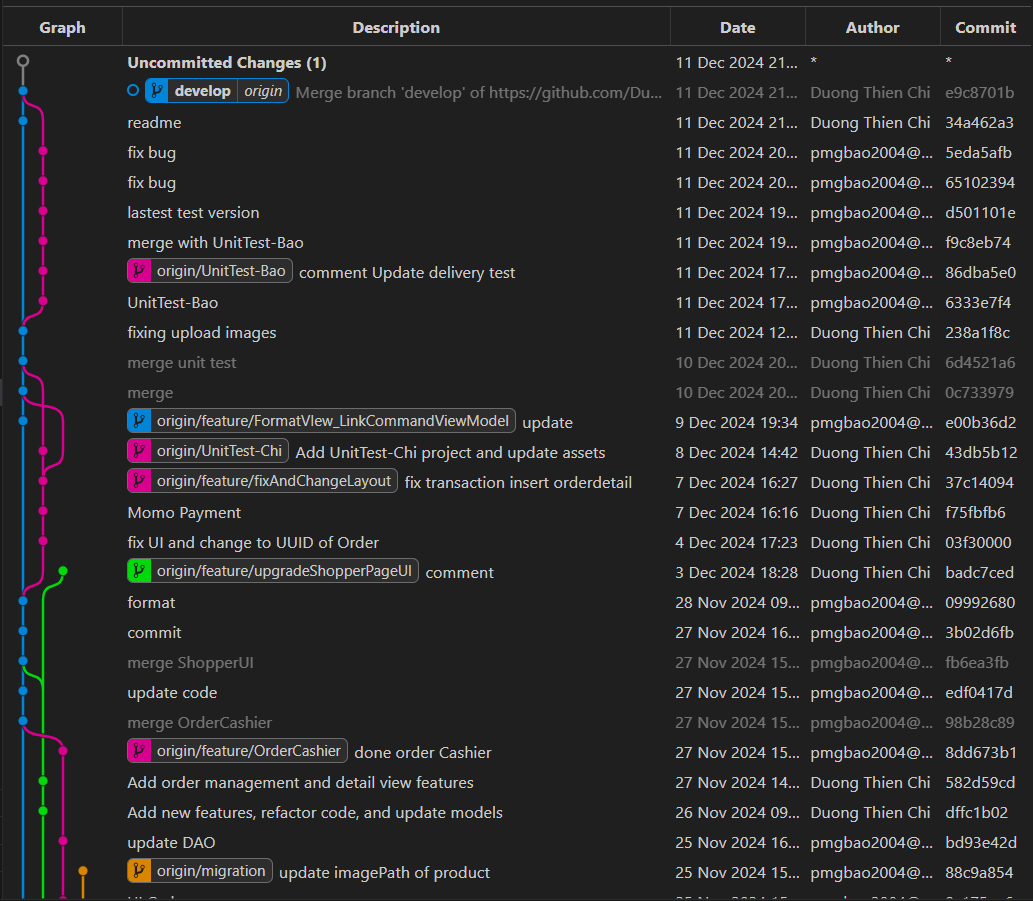 Graph Description Date Author Commit
Uncommitted Changes (1) 11 Dec 2024 21... * *
develop origin Merge branch 'develop' of https://github.com/Du... 11 Dec 2024 21... Duong Thien Chi e9c8701b
readme 11 Dec 2024 21... Duong Thien Chi 34a462a3
fix bug 11 Dec 2024 20... pmgbao2004@... 5eda5afb
fix bug 11 Dec 2024 20... pmgbao2004@... 65102394
lastest test version 11 Dec 2024 19... pmgbao2004@... d501101e
merge with UnitTest-Bao 11 Dec 2024 19... pmgbao2004@... f9c8eb74
origin/UnitTest-Bao comment Update delivery test 11 Dec 2024 17... pmgbao2004@... 86dba5e0
UnitTest-Bao 11 Dec 2024 17... pmgbao2004@... 6333e7f4
fixing upload images 11 Dec 2024 12... Duong Thien Chi 238a1f8c
merge unit test 10 Dec 2024 20... Duong Thien Chi 6d4521a6
merge 10 Dec 2024 20... Duong Thien Chi 0c733979
origin/feature/FormatVIew_LinkCommandViewModel update 9 Dec 2024 19:34 pmgbao2004@... e00b36d2
origin/UnitTest-Chi Add UnitTest-Chi project and update assets 8 Dec 2024 14:42 Duong Thien Chi 43db5b12
origin/feature/fixAndChangeLayout fix transaction insert orderdetail 7 Dec 2024 16:27 Duong Thien Chi 37c14094
Momo Payment 7 Dec 2024 16:16 Duong Thien Chi f75fbfb6
fix UI and change to UUID of Order 4 Dec 2024 17:23 Duong Thien Chi 03f30000
origin/feature/upgradeShopperPageUI comment 3 Dec 2024 18:28 Duong Thien Chi badc7ced
format 28 Nov 2024 09... pmgbao2004@... 09992680
commit 27 Nov 2024 16... pmgbao2004@... 3b02d6fb
merge ShopperUI 27 Nov 2024 15... pmgbao2004@... fb6ea3fb
update code 27 Nov 2024 15... pmgbao2004@... edf0417d
merge OrderCashier 27 Nov 2024 15... pmgbao2004@... 98b28c89
origin/feature/OrderCashier done order Cashier 27 Nov 2024 15... pmgbao2004@... 8dd673b1
Add order management and detail view features 27 Nov 2024 14... Duong Thien Chi 582d59cd
Add new features, refactor code, and update models 26 Nov 2024 09... Duong Thien Chi dffc1b02
update DAO 25 Nov 2024 16... pmgbao2004@... bd93e42d
origin/migration update imagePath of product 25 Nov 2024 15... pmgbao2004@... 88c9a854